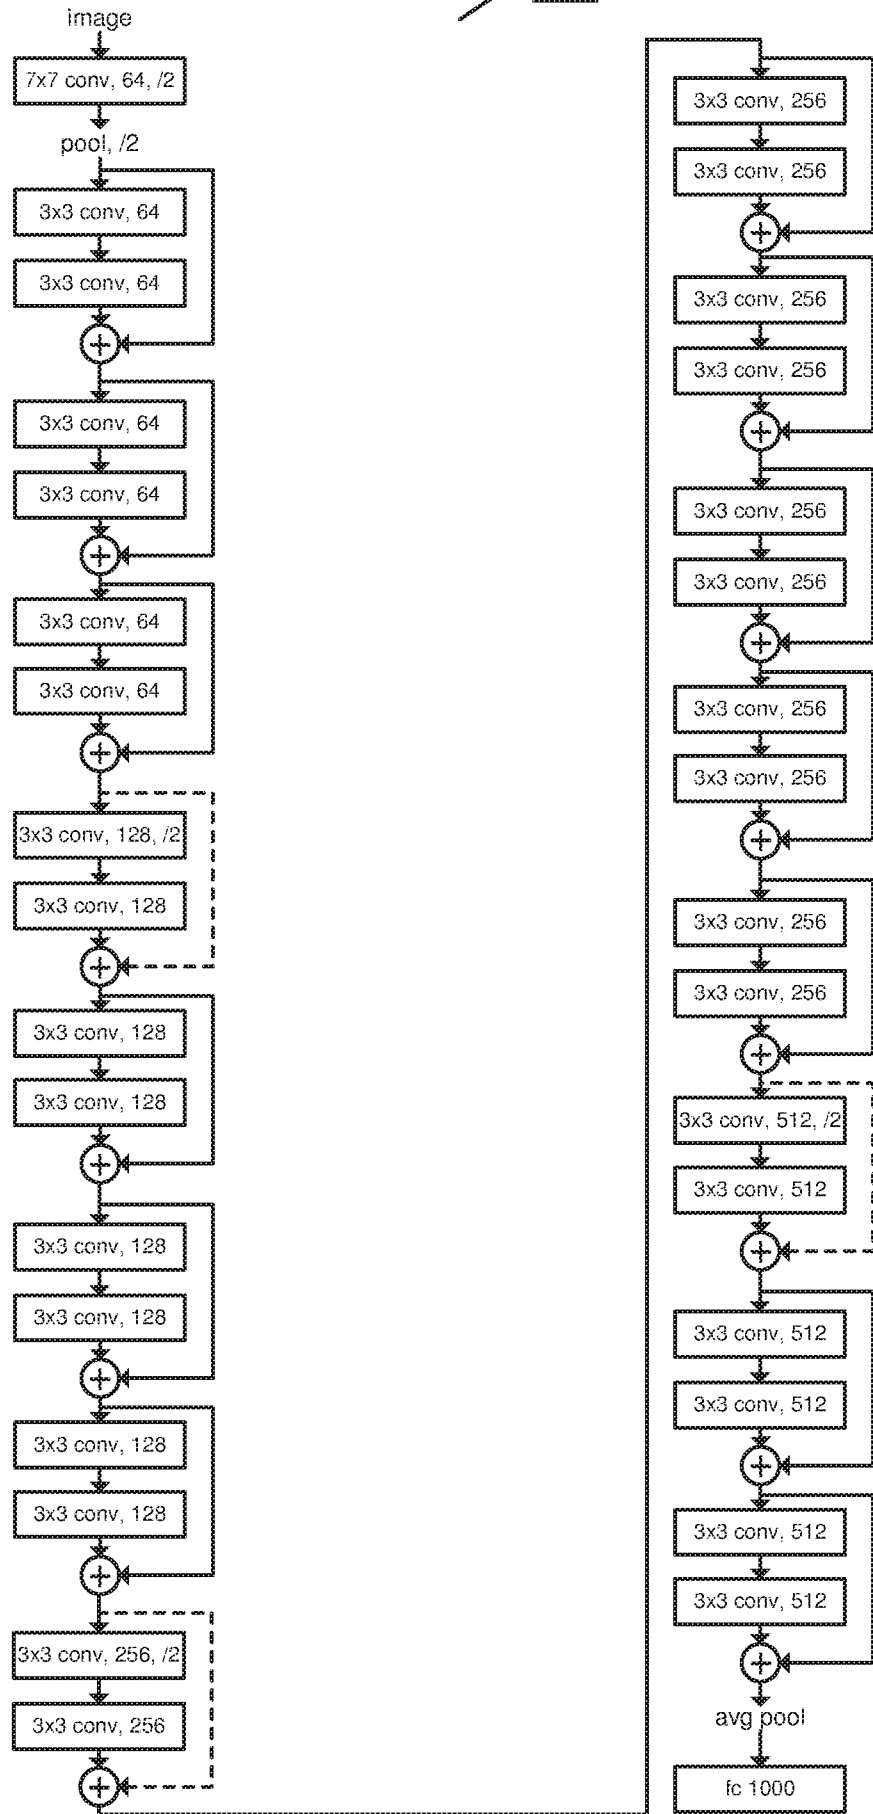 image
7x7 conv, 64, /2
pool, /2
3x3 conv, 64
3x3 conv, 64
+
3x3 conv, 64
3x3 conv, 64
+
3x3 conv, 64
3x3 conv, 64
+
3x3 conv, 128, /2
3x3 conv, 128
+
3x3 conv, 128
3x3 conv, 128
+
3x3 conv, 128
3x3 conv, 128
+
3x3 conv, 128
3x3 conv, 128
+
3x3 conv, 256, /2
3x3 conv, 256
+
3x3 conv, 256
3x3 conv, 256
+
3x3 conv, 256
3x3 conv, 256
+
3x3 conv, 256
3x3 conv, 256
+
3x3 conv, 256
3x3 conv, 256
+
3x3 conv, 256
3x3 conv, 256
+
3x3 conv, 512, /2
3x3 conv, 512
+
3x3 conv, 512
3x3 conv, 512
+
3x3 conv, 512
3x3 conv, 512
+
avg pool
fc 1000